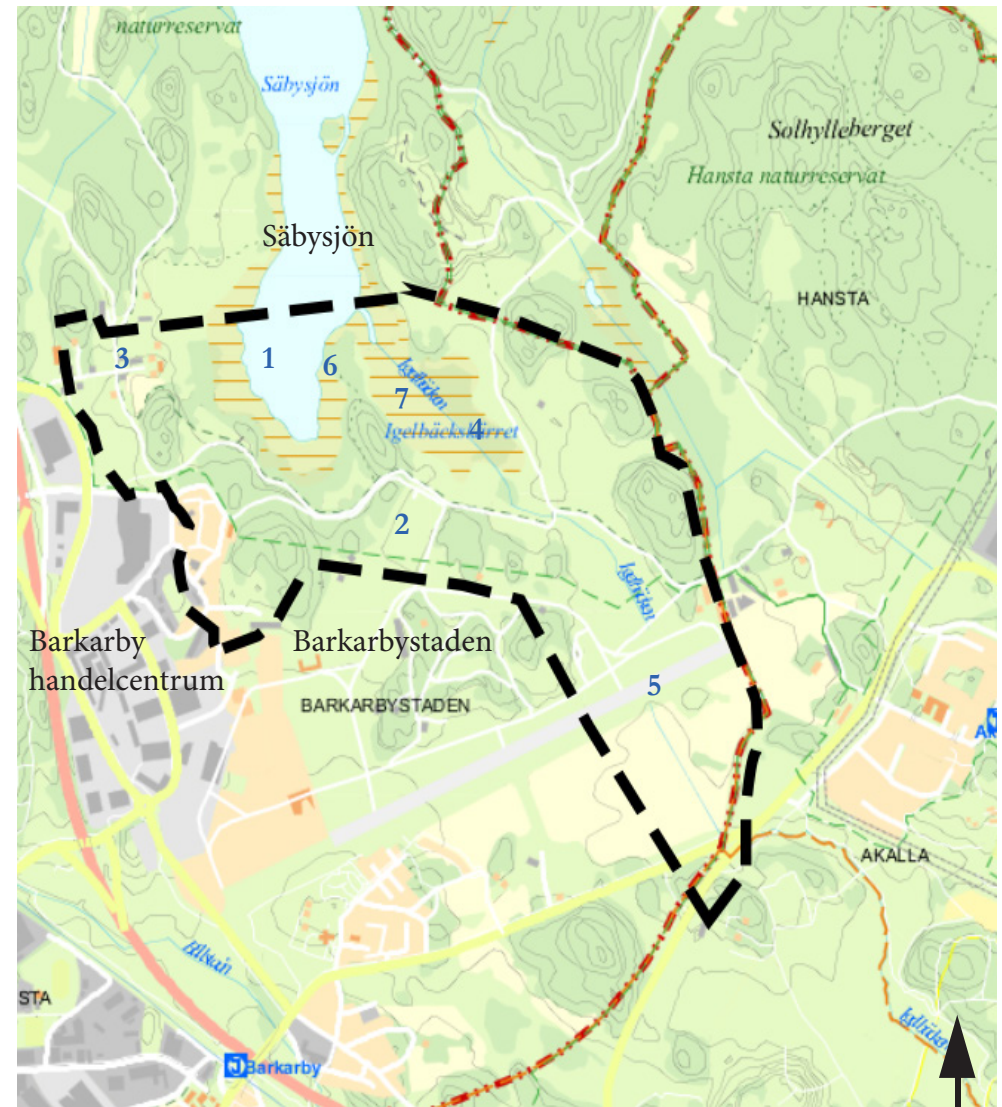 naturreservat
Säbysjön
Solhylleberget
Hansta naturreservat
Säbysjön
HANSTA
3
1
6
7
4
Igelbäckskärret
2
5
Barkarby
handelcentrum
Barkarbystaden
BARKARBYSTADEN
AKALLA
STA
J Barkarby